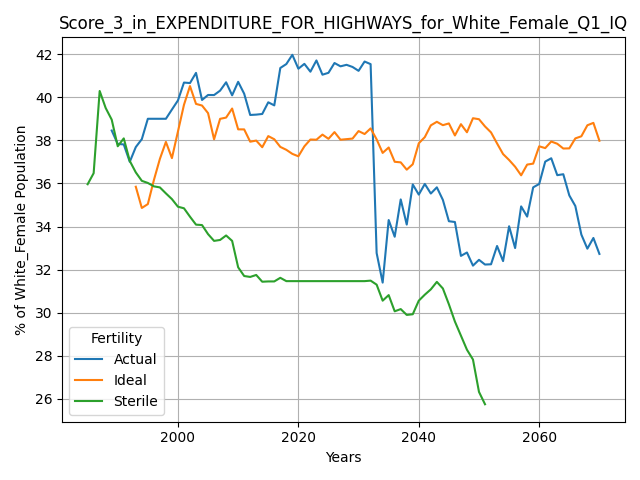 Score_3_in_EXPENDITURE_FOR_HIGHWAYS_for_White_Female_Q1_IQ
% of White_Female Population
42
40
38
36
34
32
30
28
26
Fertility
Actual
Ideal
Sterile
2000 2020 2040 2060
Years